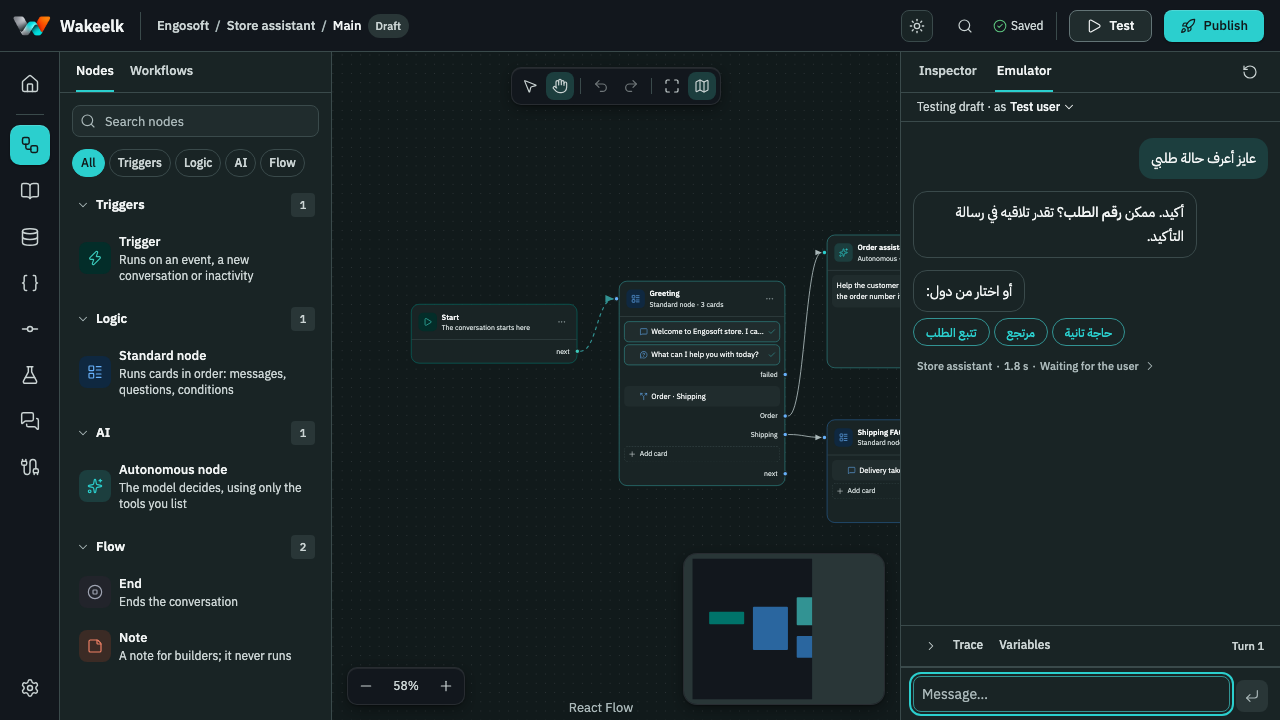 Wakeelk
Engosoft / Store assistant / Main Draft
Saved
Test
Publish
Nodes Workflows
Search nodes
All Triggers Logic AI Flow
Triggers 1
Trigger
Runs on an event, a new
conversation or inactivity
Logic 1
Standard node
Runs cards in order: messages,
questions, conditions
AI 1
Autonomous node
The model decides, using only the
tools you list
Flow 2
End
Ends the conversation
Note
A note for builders; it never runs
Start
The conversation starts here
next
Greeting
Standard node · 3 cards
Welcome to Engosoft store. I ca...
What can I help you with today?
failed
Order · Shipping
Order
Shipping
Add card
next
Order assist
Autonomous ·
Help the customer
the order number i
Shipping FA
Standard nod
Delivery take
Add card
58%
React Flow
Inspector Emulator
Testing draft · as Test user
عايز أعرف حالة طلبي
أكيد. ممكن رقم الطلب؟ تقدر تلاقيه في رسالة
التأكيد.
أو اختار من دول:
تتبع الطلب
مرتجع
حاجة تانية
Store assistant · 1.8 s · Waiting for the user
Trace Variables Turn 1
Message...